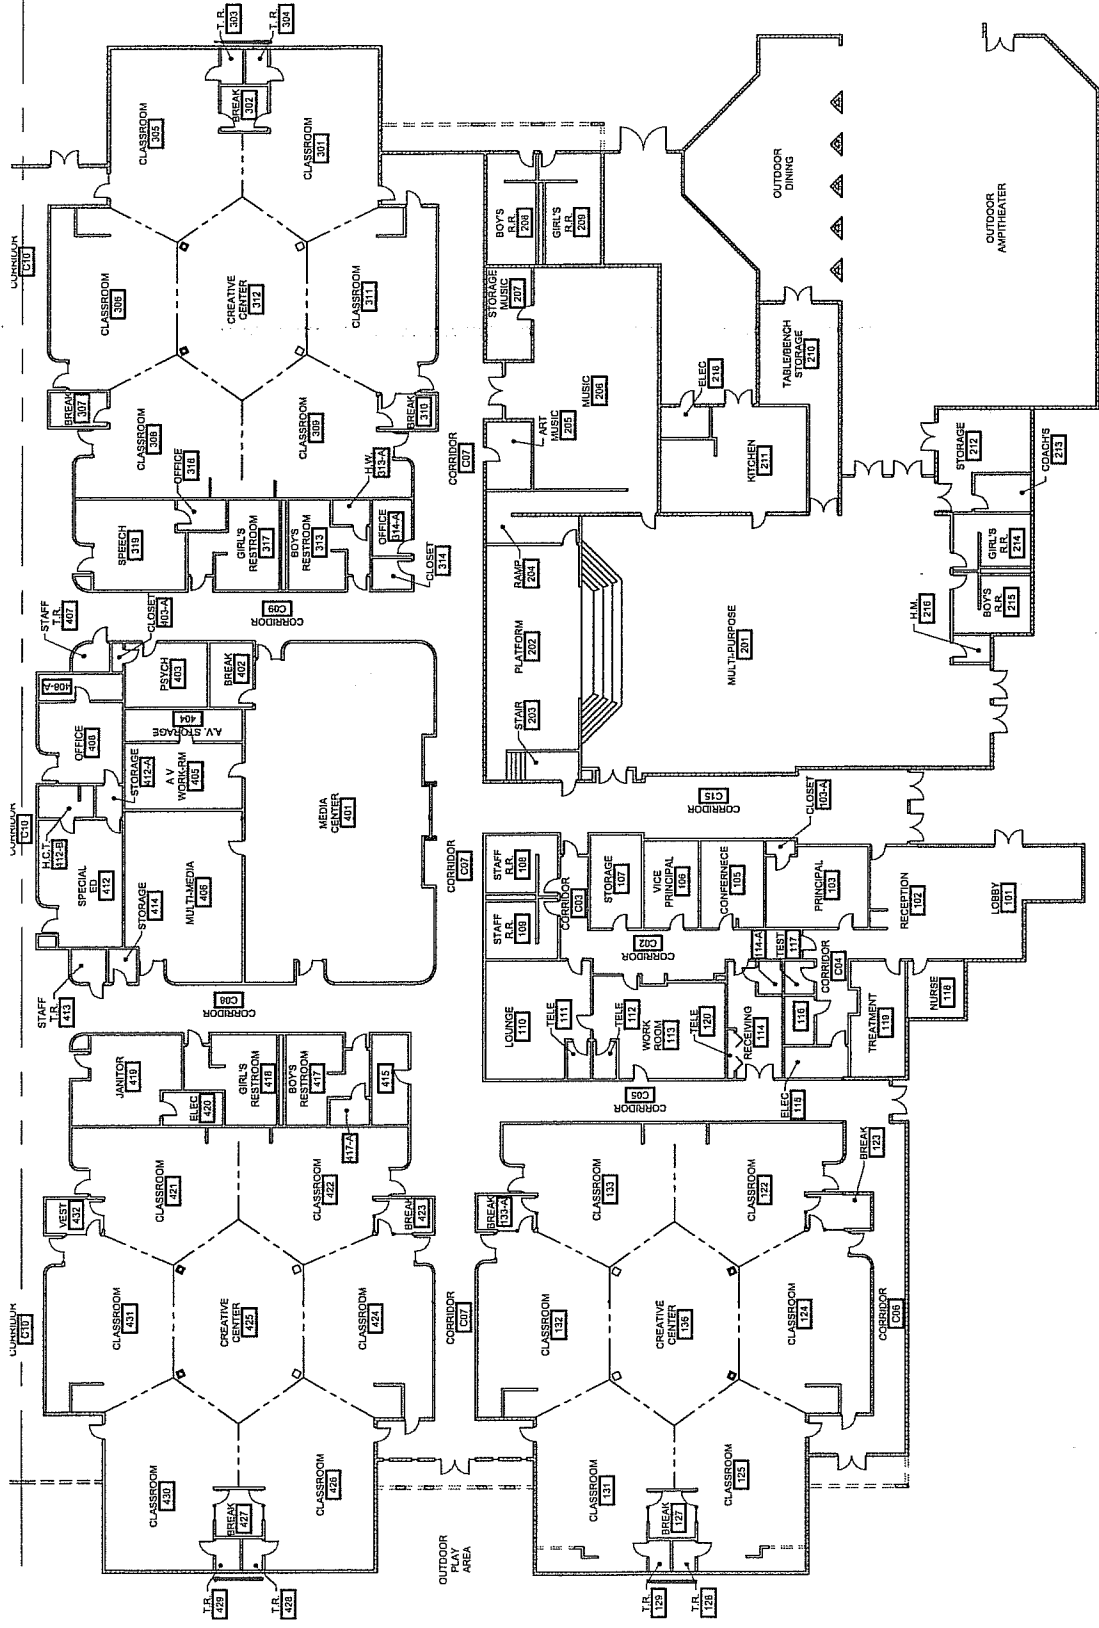 CORRIDOR
C10
CORRIDOR
C10
CORRIDOR
C10
VEST
432
CLASSROOM
430
CLASSROOM
431
CLASSROOM
421
T.R.
429
T.R.
428
BREAK
427
CREATIVE
CENTER
425
CLASSROOM
426
CLASSROOM
424
CLASSROOM
422
BREAK
423
JANITOR
419
ELEC
420
GIRL'S
RESTROOM
418
BOY'S
RESTROOM
417
417-A
415
CORRIDOR
C08
STAFF
T.R.
413
STORAGE
414
SPECIAL
ED
412
H.C.T.
412-B
STORAGE
412-A
OFFICE
408
408-A
STAFF
T.R.
407
CLOSET
403-A
MULTI-MEDIA
406
A V
WORK-RM
405
A.V. STORAGE
404
PSYCH
403
BREAK
402
MEDIA
CENTER
401
CORRIDOR
C09
SPEECH
319
OFFICE
318
GIRL'S
RESTROOM
317
BOY'S
RESTROOM
313
H.W.
313-A
OFFICE
314-A
CLOSET
314
BREAK
307
CLASSROOM
308
CLASSROOM
306
CLASSROOM
305
CREATIVE
CENTER
312
BREAK
302
T. R.
303
T. R.
304
CLASSROOM
309
CLASSROOM
311
CLASSROOM
301
BREAK
310
OUTDOOR
PLAY
AREA
CORRIDOR
C07
CORRIDOR
C07
CORRIDOR
C07
BREAK
133-A
CLASSROOM
131
CLASSROOM
132
CLASSROOM
133
T.R.
129
T.R.
128
BREAK
127
CREATIVE
CENTER
136
CLASSROOM
125
CLASSROOM
124
CLASSROOM
122
BREAK
123
CORRIDOR
C06
CORRIDOR
C05
LOUNGE
110
STAFF
R.R.
109
STAFF
R.R.
108
CORRIDOR
C03
TELE
111
TELE
112
WORK
ROOM
113
CORRIDOR
C02
STORAGE
107
VICE
PRINCIPAL
106
CONFERNECE
105
TELE
120
RECEIVING
114
114-A
TEST
117
116
ELEC
115
CORRIDOR
C04
TREATMENT
119
PRINCIPAL
103
CLOSET
103-A
RECEPTION
102
NURSE
118
LOBBY
101
CORRIDOR
C15
STAIR
203
PLATFORM
202
RAMP
204
MULTI-PURPOSE
201
ART
MUSIC
205
MUSIC
206
STORAGE
MUSIC
207
BOY'S
R.R.
208
GIRL'S
R.R.
209
ELEC
218
KITCHEN
211
TABLE/BENCH
STORAGE
210
OUTDOOR
DINING
OUTDOOR
AMPITHEATER
H.M.
216
BOY'S
R.R.
215
GIRL'S
R.R.
214
STORAGE
212
COACH'S
213